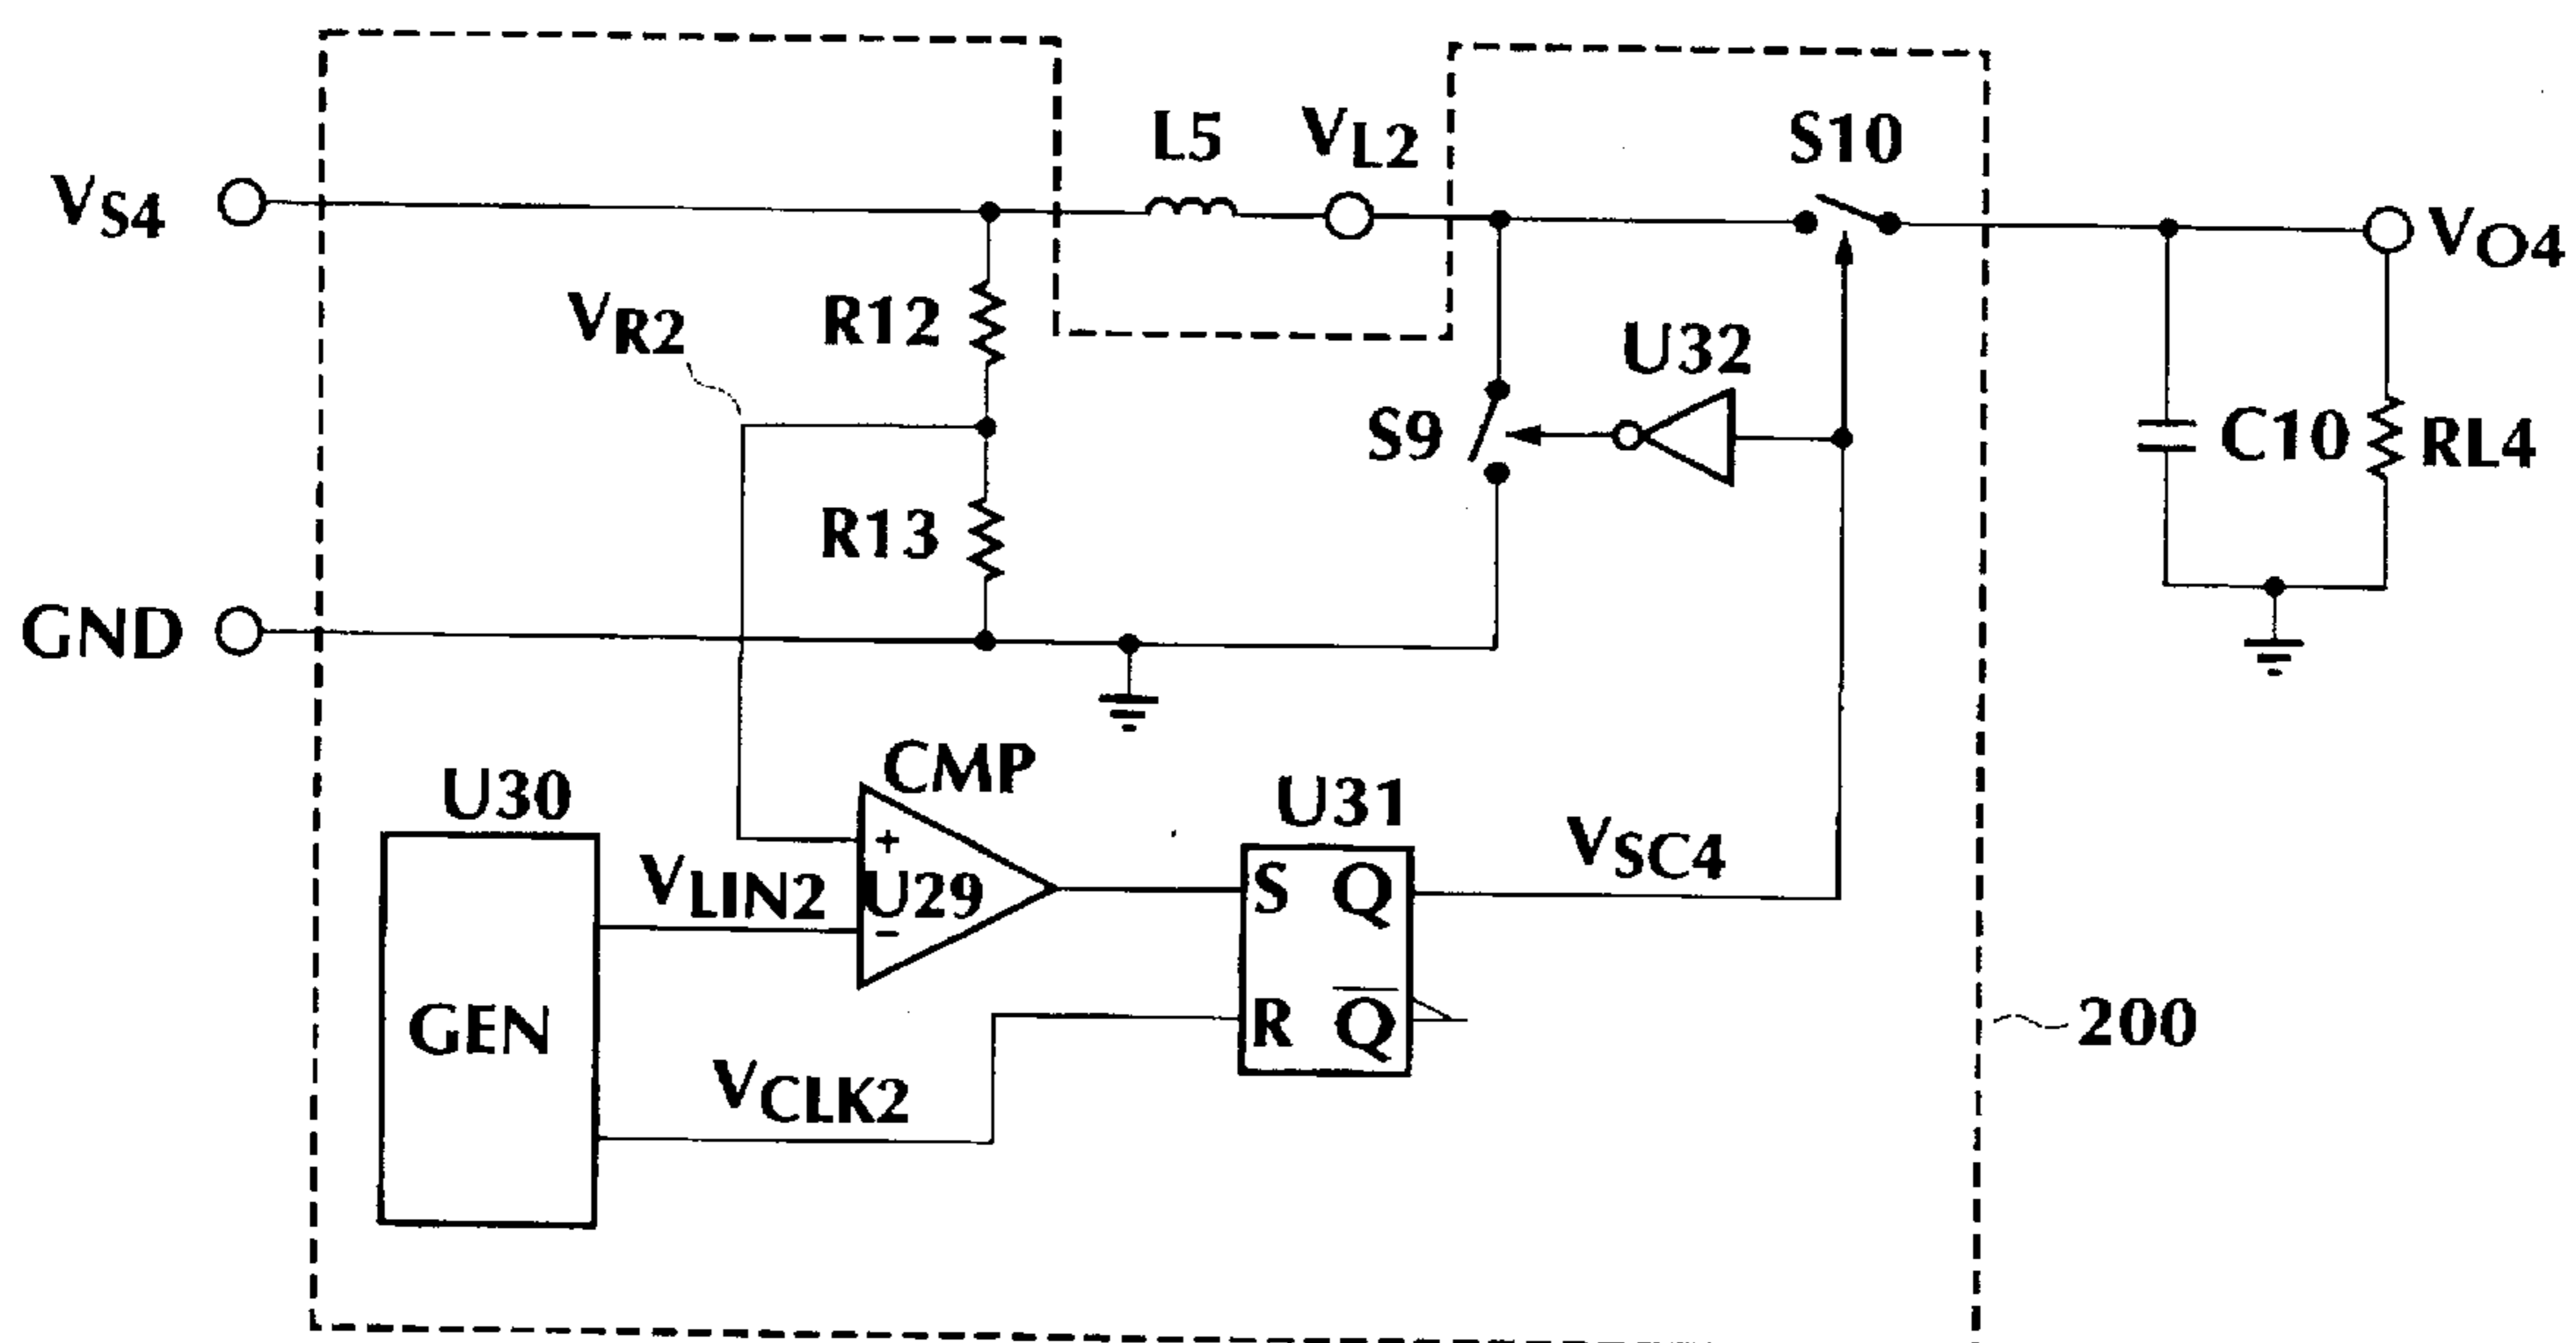 L5
VL2
S10
VS4
VO4
VR2
R12
U32
S9
C10
RL4
R13
GND
CMP
U30
U31
VLIN2
+
U29
−
VSC4
S Q
GEN
R Q̅
200
VCLK2